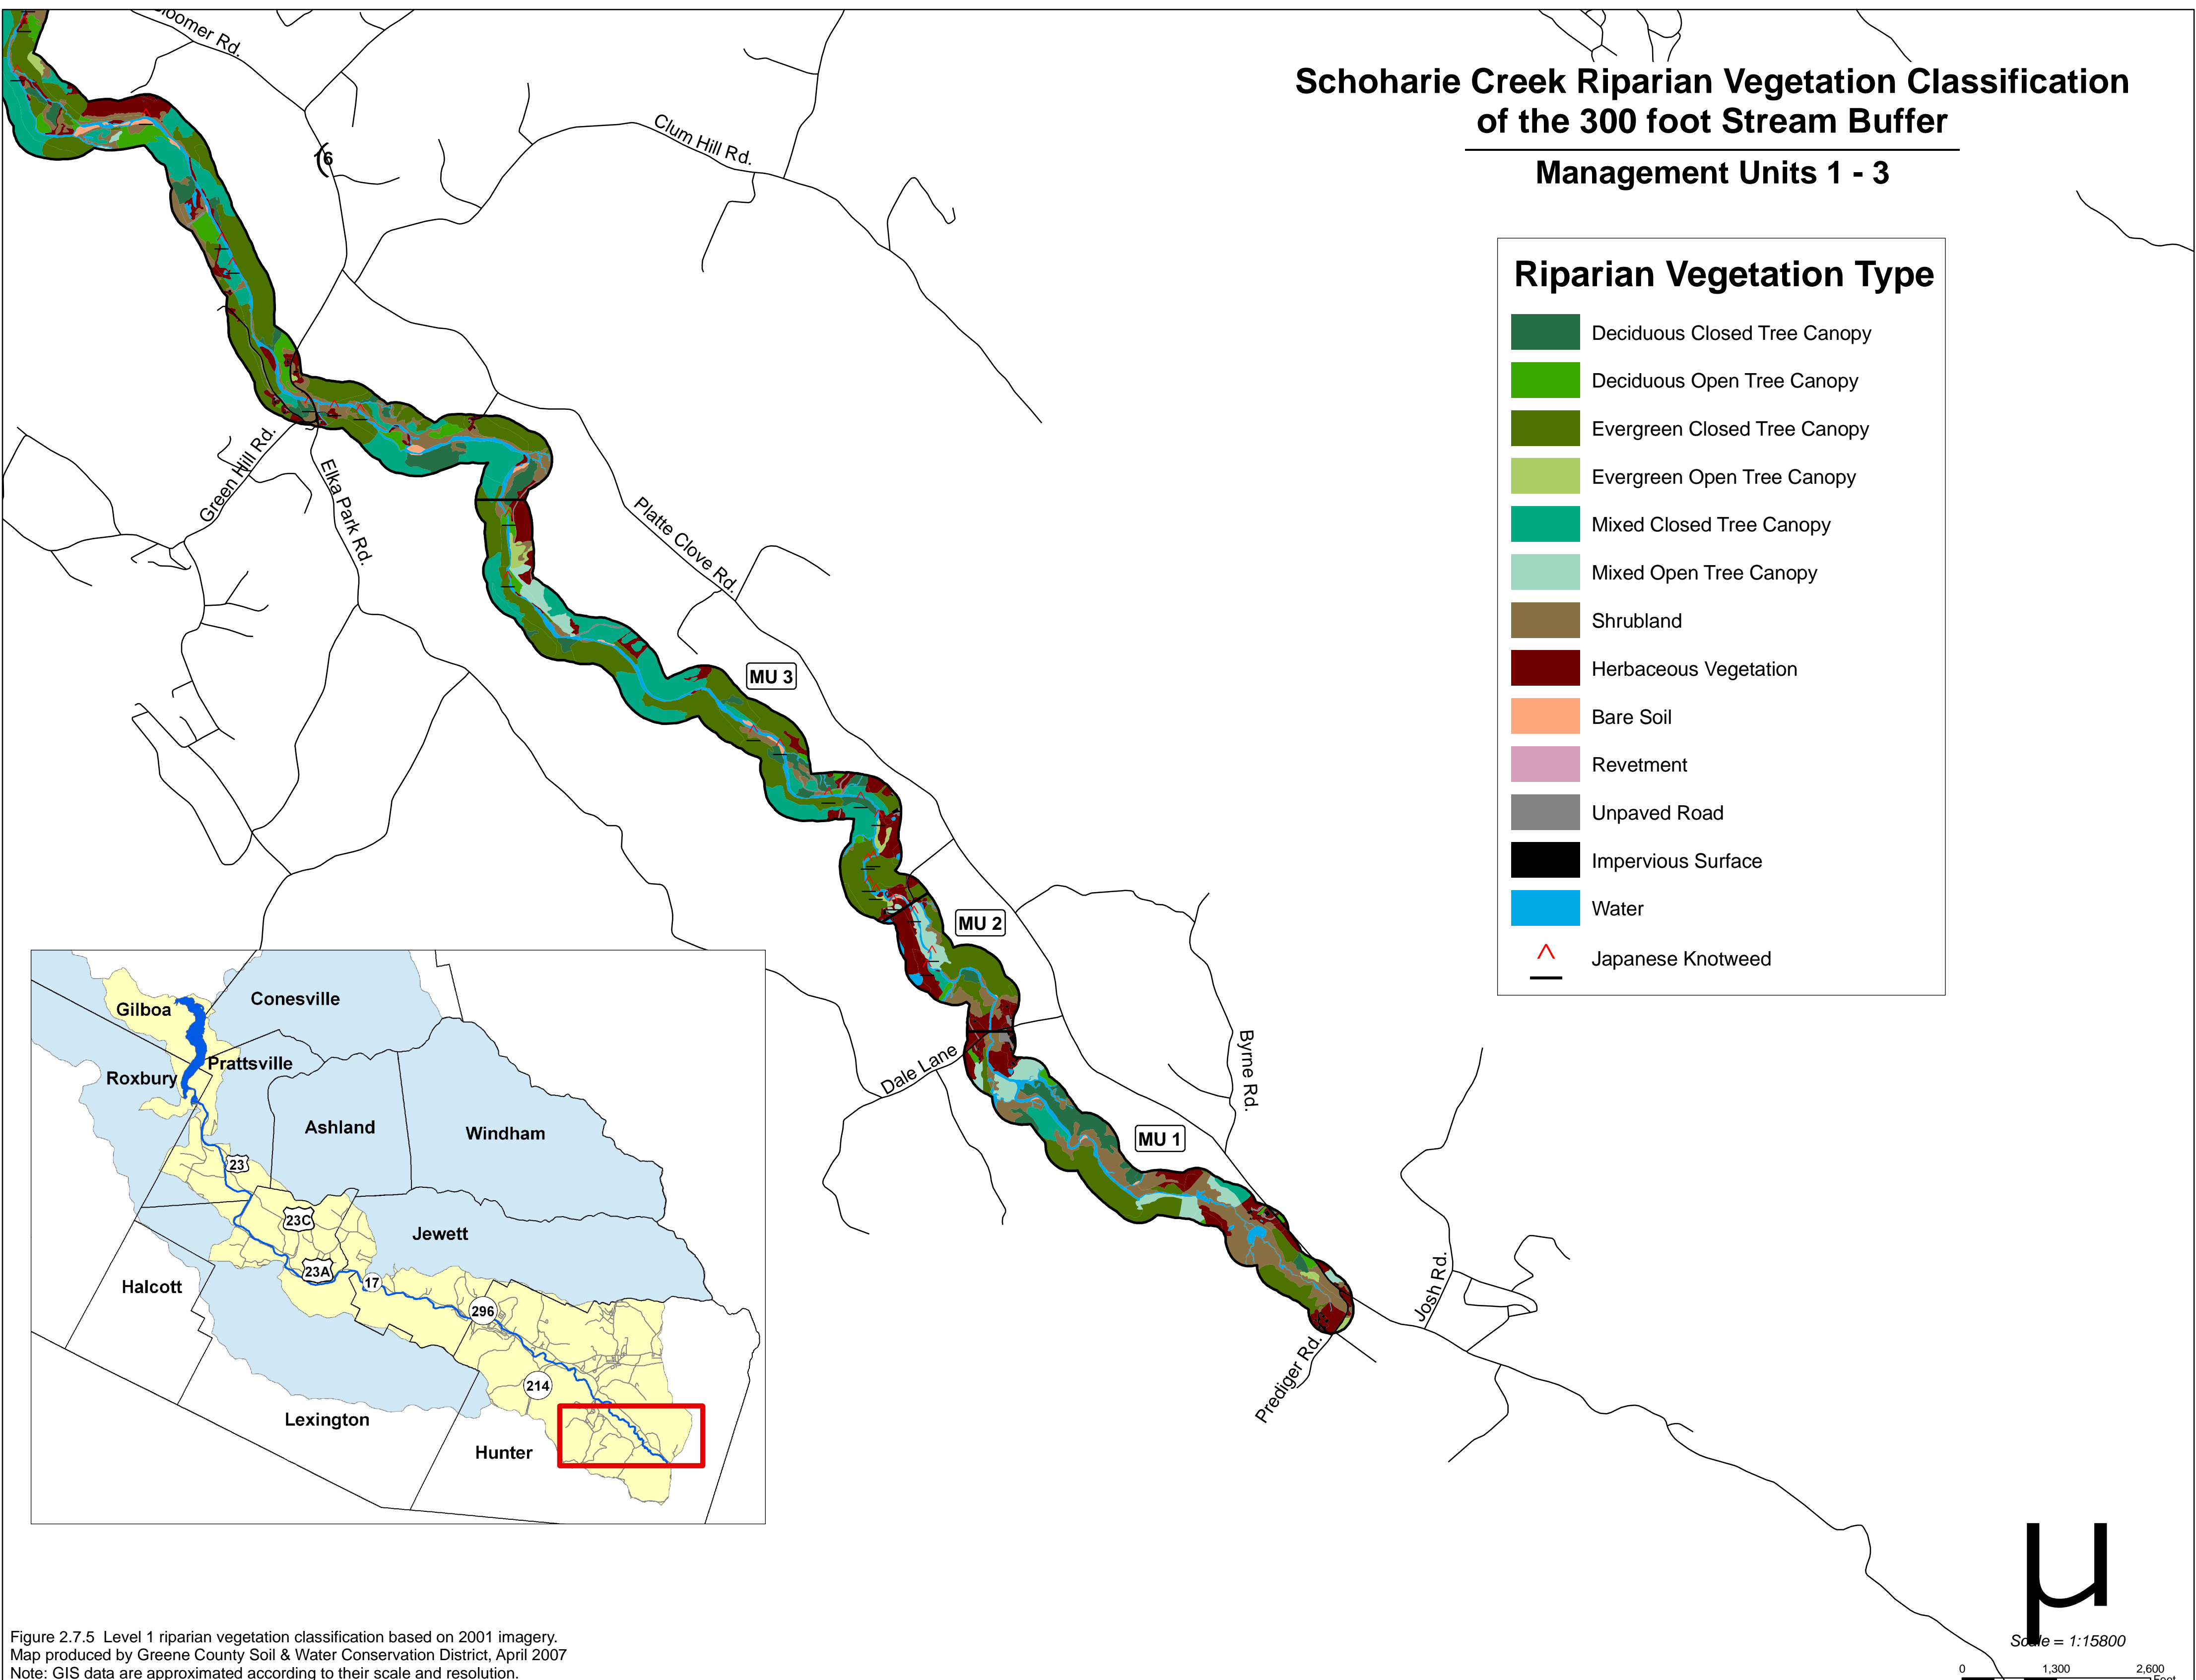 Schoharie Creek Riparian Vegetation Classification
of the 300 foot Stream Buffer
Management Units 1 - 3
Riparian Vegetation Type
Deciduous Closed Tree Canopy
Deciduous Open Tree Canopy
Evergreen Closed Tree Canopy
Evergreen Open Tree Canopy
Mixed Closed Tree Canopy
Mixed Open Tree Canopy
Shrubland
Herbaceous Vegetation
Bare Soil
Revetment
Unpaved Road
Impervious Surface
Water
Japanese Knotweed
Rd.
16
Clum Hill Rd.
Green Hill Rd.
Elka Park Rd.
Platte Clove Rd.
MU 3
MU 2
Dale Lane
Byrne Rd.
MU 1
Josh Rd.
Prediger Rd.
Gilboa
Conesville
Prattsville
Roxbury
Ashland
Windham
23
23C
Jewett
23A
17
Halcott
296
214
Lexington
Hunter
µ
Scale = 1:15800
0 1,300 2,600
Feet
Figure 2.7.5 Level 1 riparian vegetation classification based on 2001 imagery.
Map produced by Greene County Soil & Water Conservation District, April 2007
Note: GIS data are approximated according to their scale and resolution.